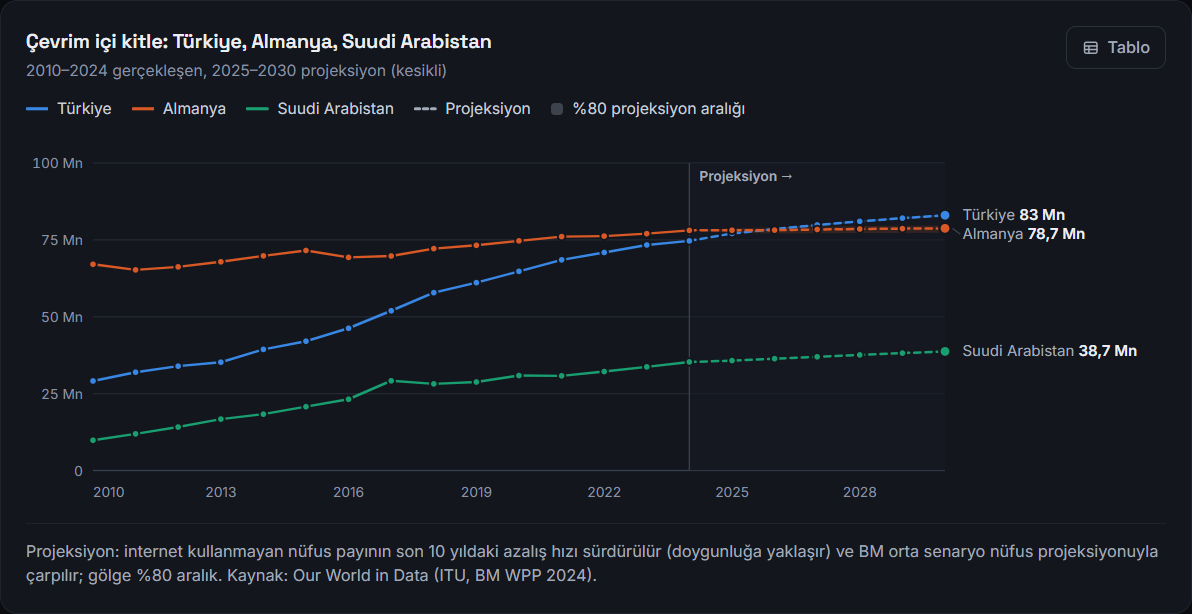 Çevrim içi kitle: Türkiye, Almanya, Suudi Arabistan
Tablo
2010–2024 gerçekleşen, 2025–2030 projeksiyon (kesikli)
Türkiye
Almanya
Suudi Arabistan
Projeksiyon
%80 projeksiyon aralığı
100 Mn
75 Mn
50 Mn
25 Mn
0
Projeksiyon →
Türkiye 83 Mn
Almanya 78,7 Mn
Suudi Arabistan 38,7 Mn
2010
2013
2016
2019
2022
2025
2028
Projeksiyon: internet kullanmayan nüfus payının son 10 yıldaki azalış hızı sürdürülür (doygunluğa yaklaşır) ve BM orta senaryo nüfus projeksiyonuyla
çarpılır; gölge %80 aralık. Kaynak: Our World in Data (ITU, BM WPP 2024).